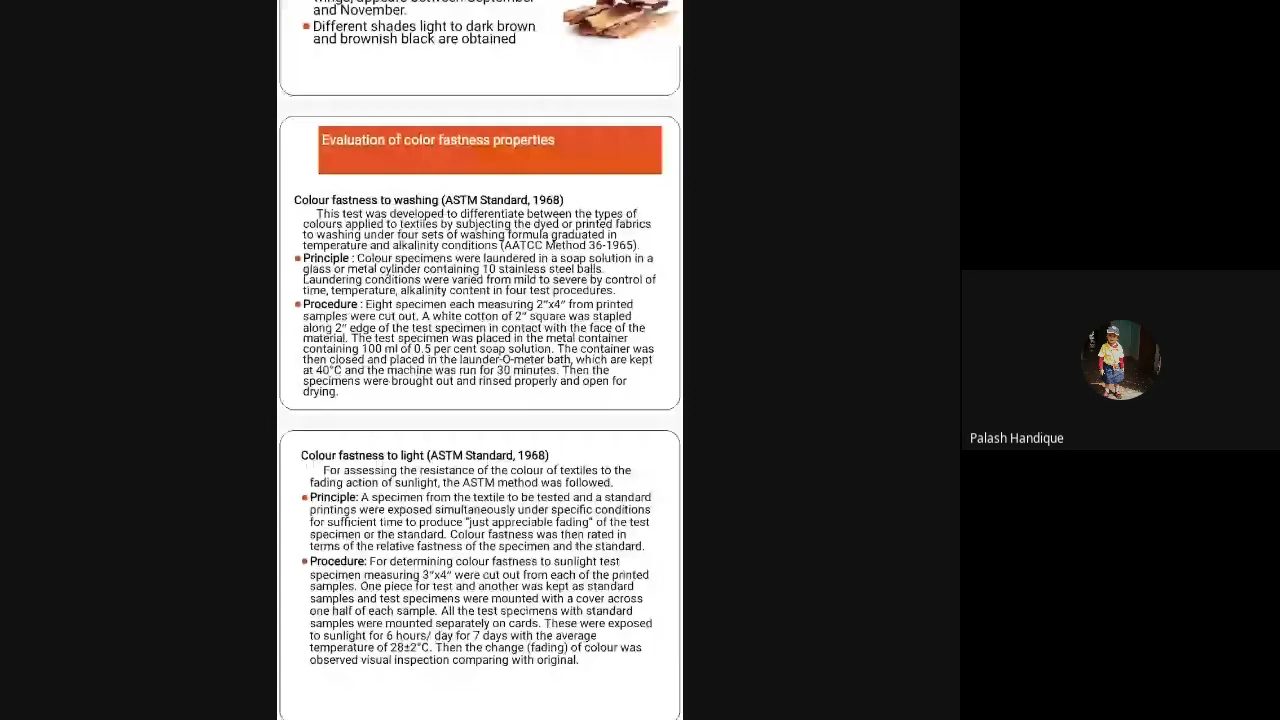 and November.
Different shades light to dark brown
and brownish black are obtained
Evaluation of color fastness properties
Colour fastness to washing (ASTM Standard, 1968)
This test was developed to differentiate between the types of
colours applied to textiles by subjecting the dyed or printed fabrics
to washing under four sets of washing formula graduated in
temperature and alkalinity conditions (AATCC Method 36-1965).
Principle : Colour specimens were laundered in a soap solution in a
glass or metal cylinder containing 10 stainless steel balls.
Laundering conditions were varied from mild to severe by control of
time, temperature, alkalinity content in four test procedures.
Procedure : Eight specimen each measuring 2"x4" from printed
samples were cut out. A white cotton of 2" square was stapled
along 2" edge of the test specimen in contact with the face of the
material. The test specimen was placed in the metal container
containing 100 ml of 0.5 per cent soap solution. The container was
then closed and placed in the launder-O-meter bath, which are kept
at 40°C and the machine was run for 30 minutes. Then the
specimens were brought out and rinsed properly and open for
drying.
Colour fastness to light (ASTM Standard, 1968)
For assessing the resistance of the colour of textiles to the
fading action of sunlight, the ASTM method was followed.
Principle: A specimen from the textile to be tested and a standard
printings were exposed simultaneously under specific conditions
for sufficient time to produce "just appreciable fading" of the test
specimen or the standard. Colour fastness was then rated in
terms of the relative fastness of the specimen and the standard.
Procedure: For determining colour fastness to sunlight test
specimen measuring 3"x4" were cut out from each of the printed
samples. One piece for test and another was kept as standard
samples and test specimens were mounted with a cover across
one half of each sample. All the test specimens with standard
samples were mounted separately on cards. These were exposed
to sunlight for 6 hours/ day for 7 days with the average
temperature of 28±2°C. Then the change (fading) of colour was
observed visual inspection comparing with original.
Palash Handique